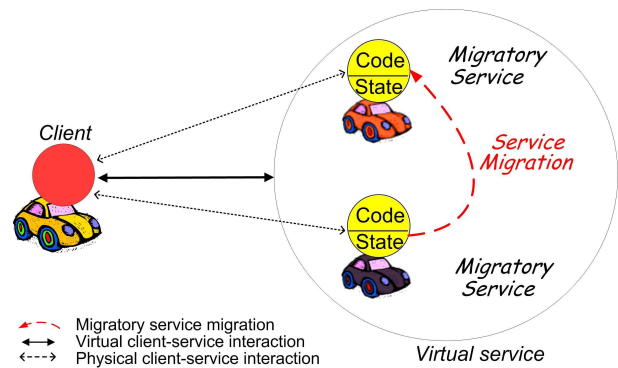 Code
State
Migratory
Service
Client
Service
Migration
Code
State
Migratory
Service
Migratory service migration
Virtual client-service interaction
Physical client-service interaction
Virtual service